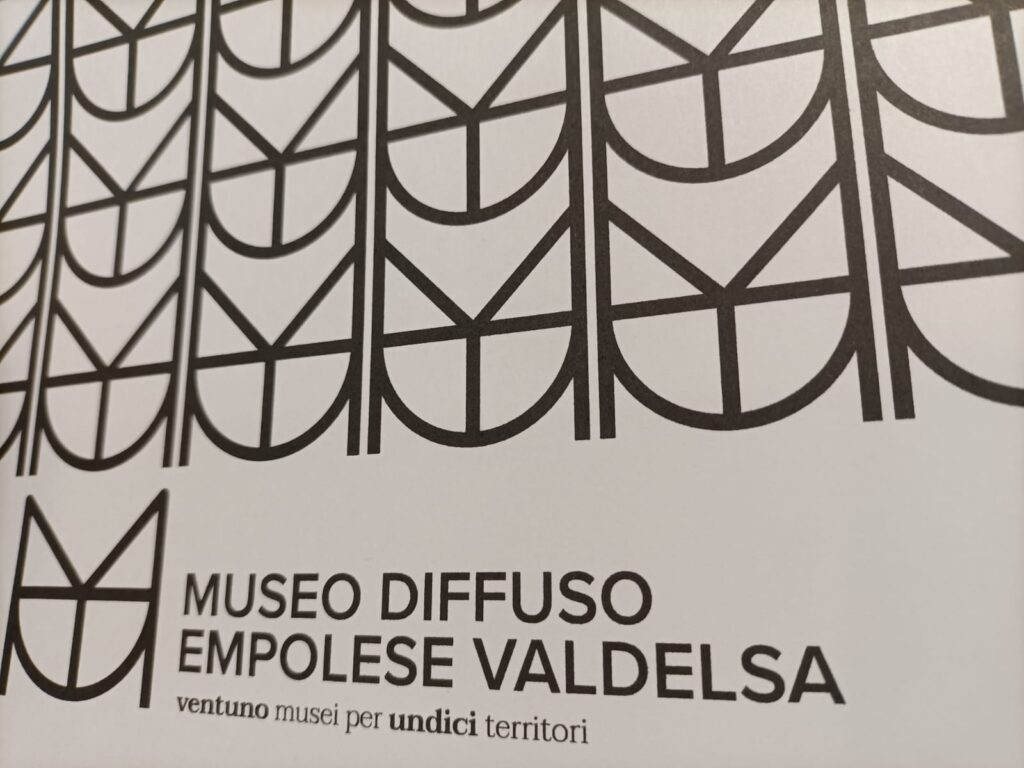 MUSEO DIFFUSO
EMPOLESE VALDELSA
ventuno musei per undici territori